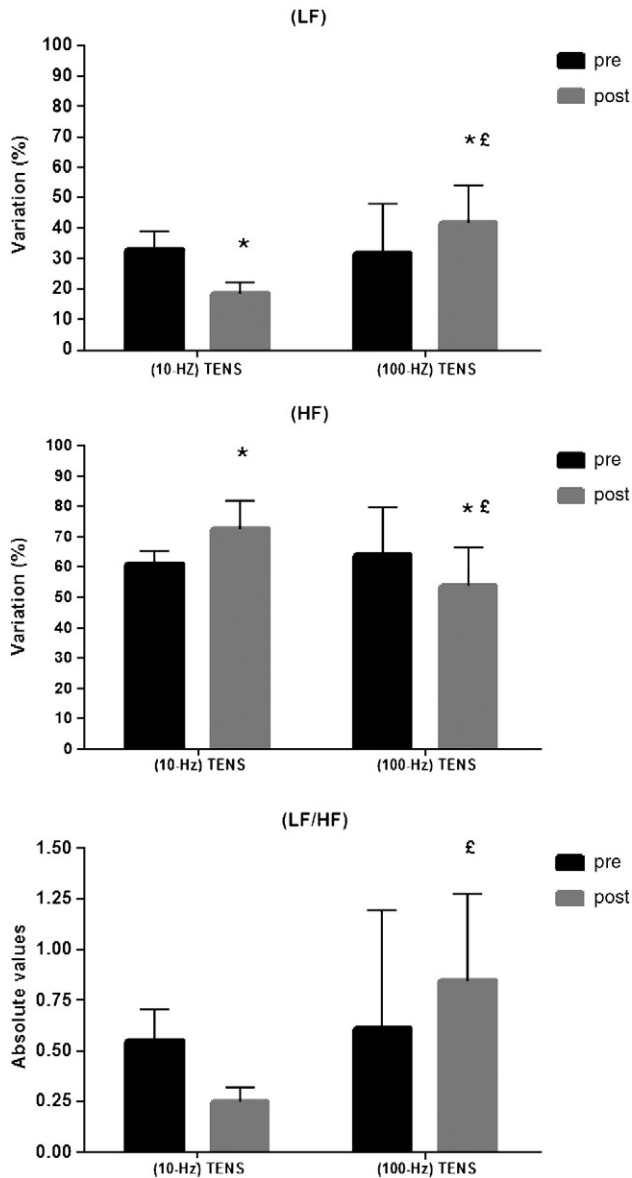 (LF)
100
90
80
70
60
50
40
30
20
10
0
Variation (%)
*
* £
(10-HZ) TENS
(100-HZ) TENS
pre
post
(HF)
100
90
80
70
60
50
40
30
20
10
0
Variation (%)
*
* £
(10-Hz) TENS
(100-Hz) TENS
pre
post
(LF/HF)
1.50
1.25
1.00
0.75
0.50
0.25
0.00
Absolute values
£
(10-Hz) TENS
(100-Hz) TENS
pre
post